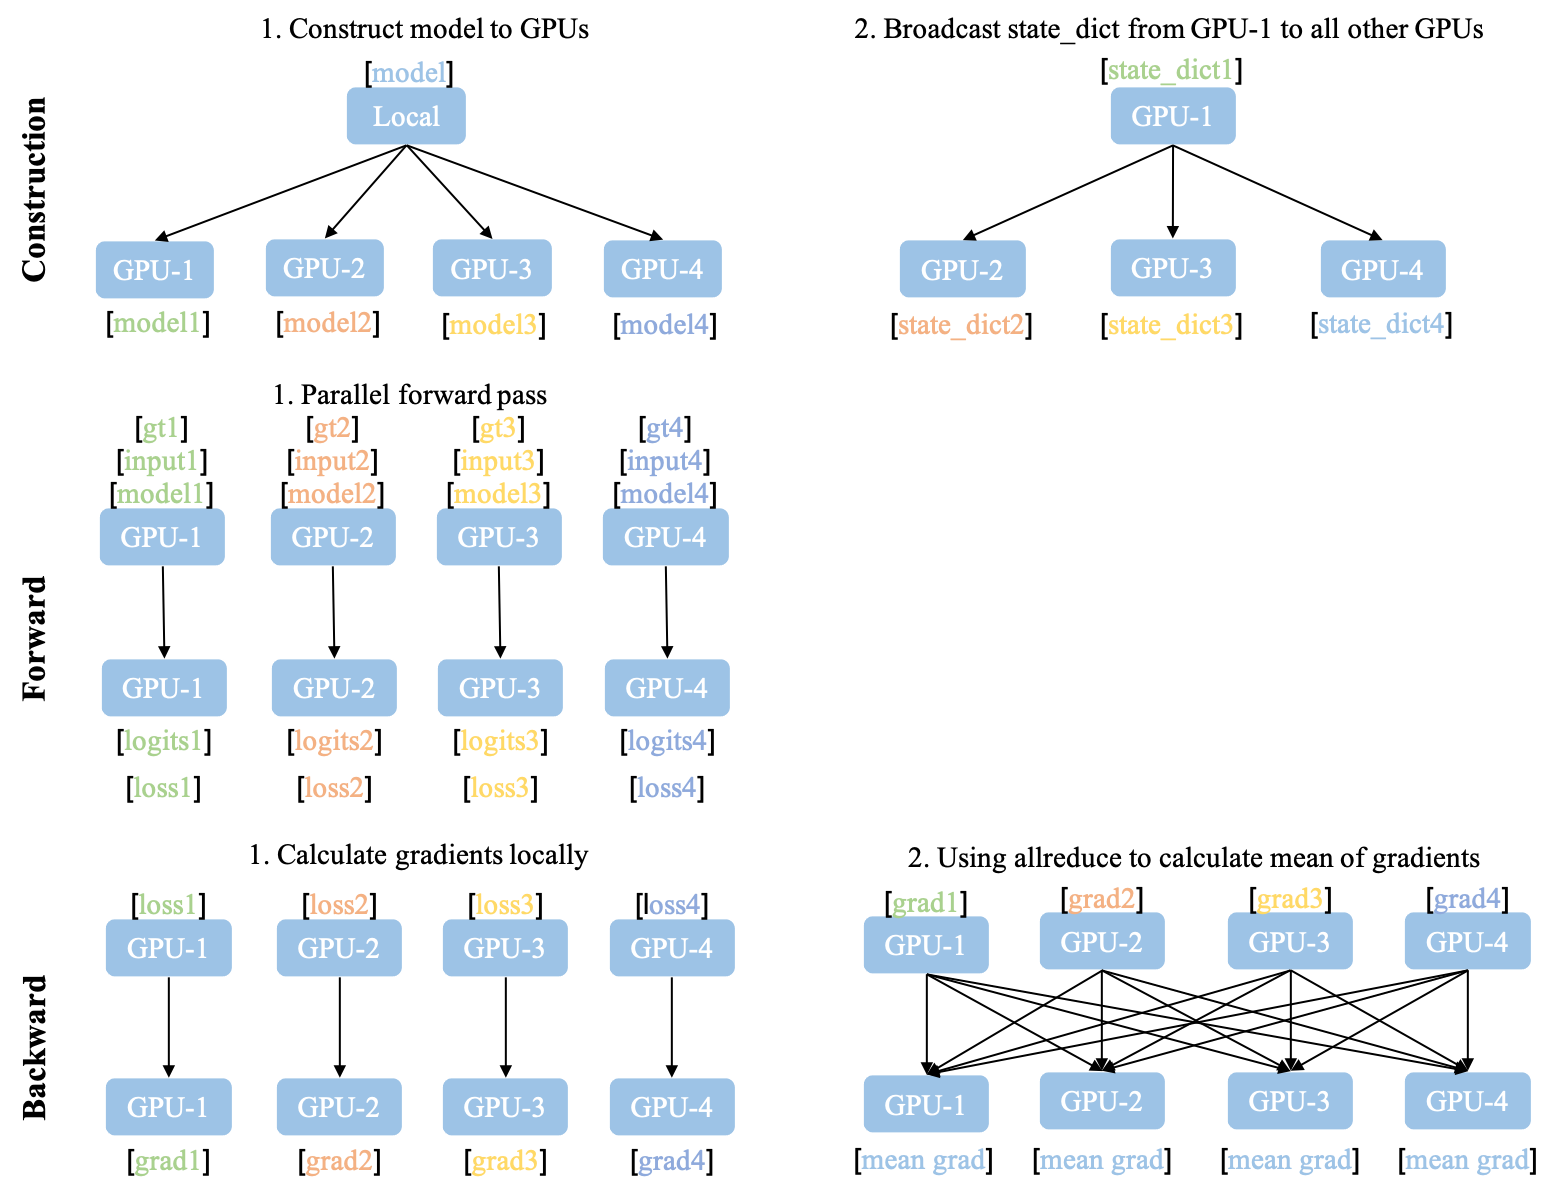 Construction
1. Construct model to GPUs
[model]
Local
GPU-1 GPU-2 GPU-3 GPU-4
[model1] [model2] [model3] [model4]
2. Broadcast state_dict from GPU-1 to all other GPUs
[state_dict1]
GPU-1
GPU-2 GPU-3 GPU-4
[state_dict2] [state_dict3] [state_dict4]
Forward
1. Parallel forward pass
[gt1] [gt2] [gt3] [gt4]
[input1] [input2] [input3] [input4]
[model1] [model2] [model3] [model4]
GPU-1 GPU-2 GPU-3 GPU-4
GPU-1 GPU-2 GPU-3 GPU-4
[logits1] [logits2] [logits3] [logits4]
[loss1] [loss2] [loss3] [loss4]
Backward
1. Calculate gradients locally
[loss1] [loss2] [loss3] [loss4]
GPU-1 GPU-2 GPU-3 GPU-4
GPU-1 GPU-2 GPU-3 GPU-4
[grad1] [grad2] [grad3] [grad4]
2. Using allreduce to calculate mean of gradients
[grad1] [grad2] [grad3] [grad4]
GPU-1 GPU-2 GPU-3 GPU-4
GPU-1 GPU-2 GPU-3 GPU-4
[mean grad] [mean grad] [mean grad] [mean grad]